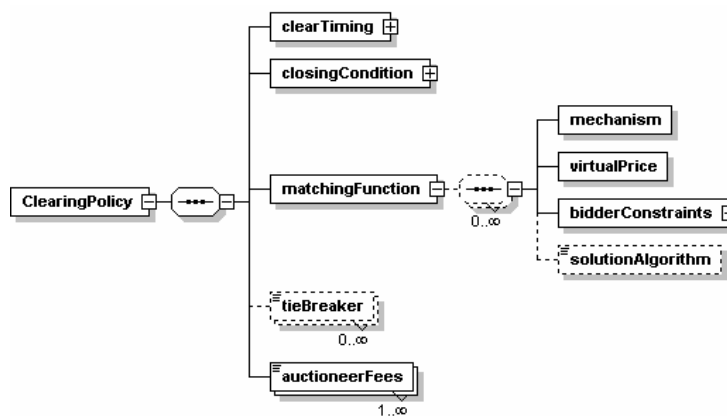 clearTiming
closingCondition
mechanism
virtualPrice
ClearingPolicy
matchingFunction
0..∞
bidderConstraints
solutionAlgorithm
tieBreaker
0..∞
auctioneerFees
1..∞